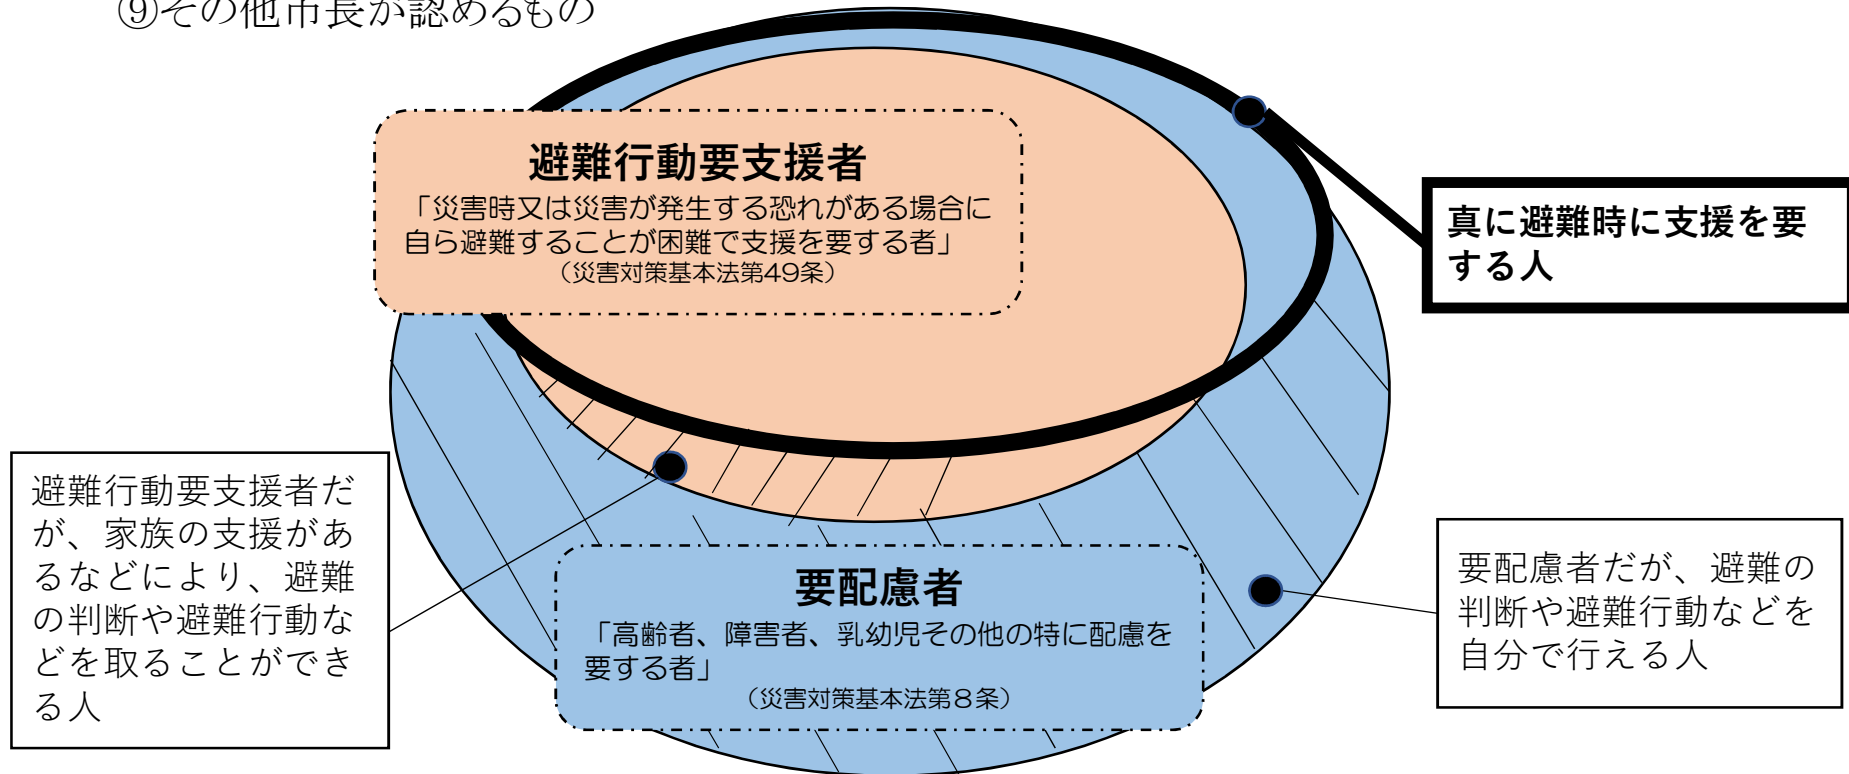 ⑨その他市長が認めるもの
避難行動要支援者
「災害時又は災害が発生する恐れがある場合に
自ら避難することが困難で支援を要する者」
（災害対策基本法第49条）
真に避難時に支援を要
する人
避難行動要支援者だ
が、家族の支援があ
るなどにより、避難
の判断や避難行動な
どを取ることができ
る人
要配慮者
「高齢者、障害者、乳幼児その他の特に配慮を
要する者」
（災害対策基本法第８条）
要配慮者だが、避難の
判断や避難行動などを
自分で行える人